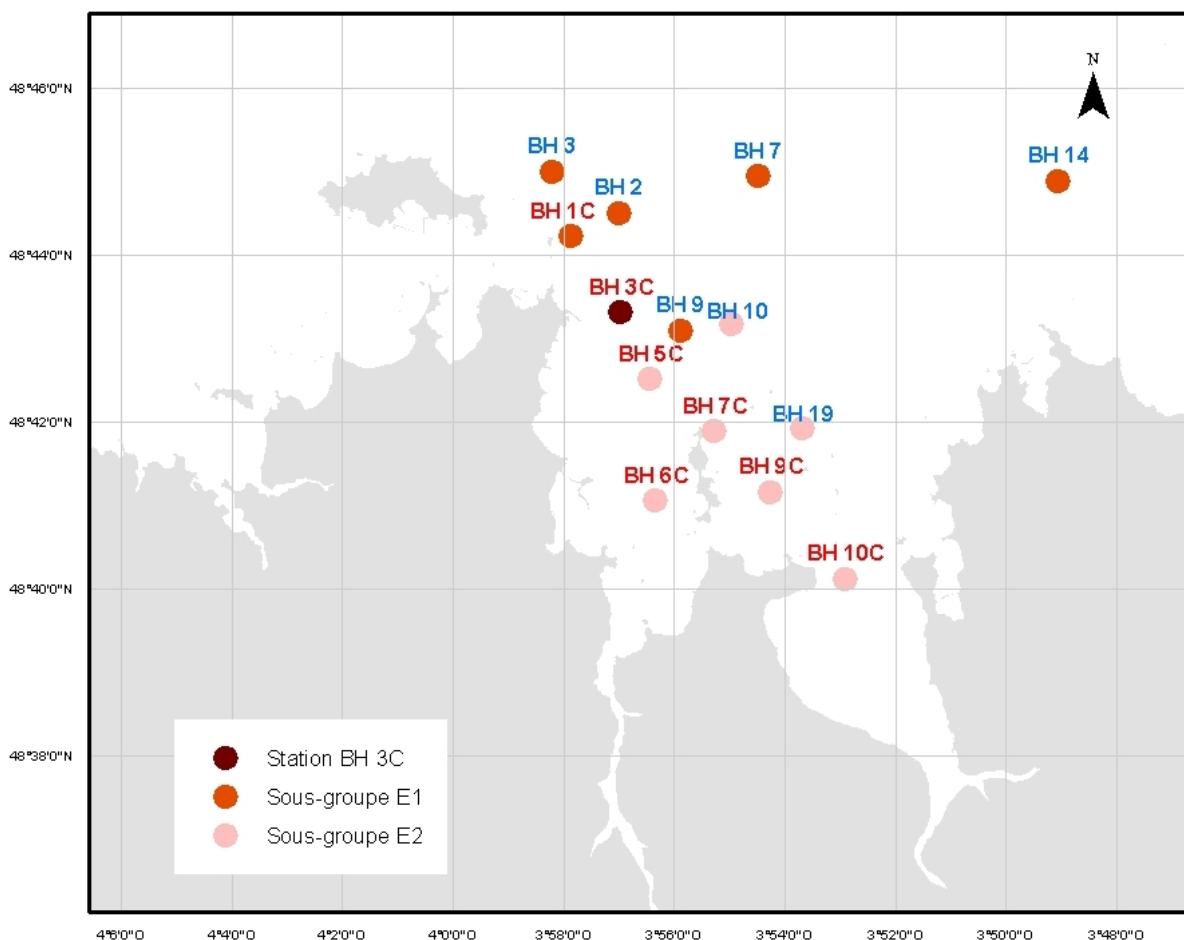 48°46'0"N
N
BH 3
BH 7
BH 14
BH 2
BH 1C
48°44'0"N
BH 3C
BH 9
BH 10
BH 5C
48°42'0"N
BH 7C
BH 19
BH 6C
BH 9C
BH 10C
48°40'0"N
48°38'0"N
Station BH 3C
Sous-groupe E1
Sous-groupe E2
4°6'0"O 4°4'0"O 4°2'0"O 4°0'0"O 3°58'0"O 3°56'0"O 3°54'0"O 3°52'0"O 3°50'0"O 3°48'0"O